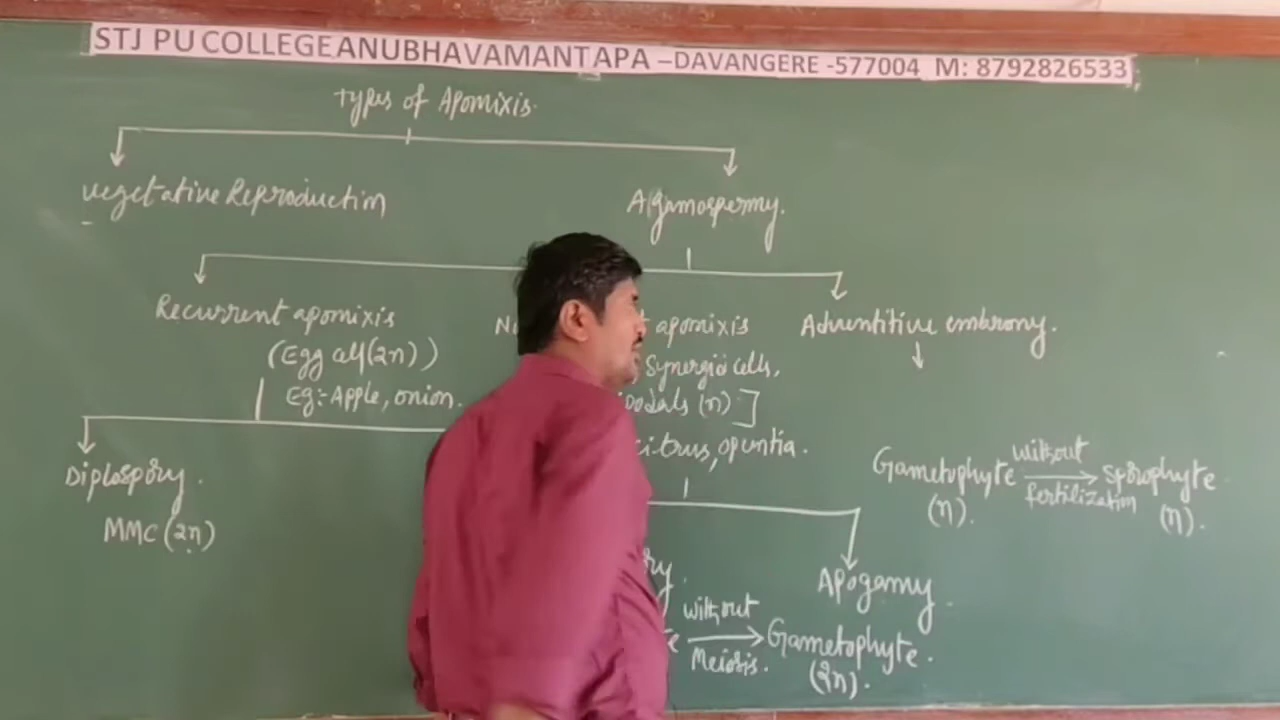 STJ PU COLLEGE ANUBHAVAMANTAPA – DAVANGERE -577004 M: 8792826533
Types of Apomixis.
vegetative Reproduction
Agamospermy.
Recurrent apomixis
apomixis
Adventitive embrony.
(Egg cell (2n))
Synergid cells,
Eg:- Apple, onion.
(n)]
opuntia.
Gametophyte without fertilization Sporophyte
(n). (n).
Diplospory.
MMC (2n)
Apogamy.
without Meiosis. Gametophyte.
(2n).